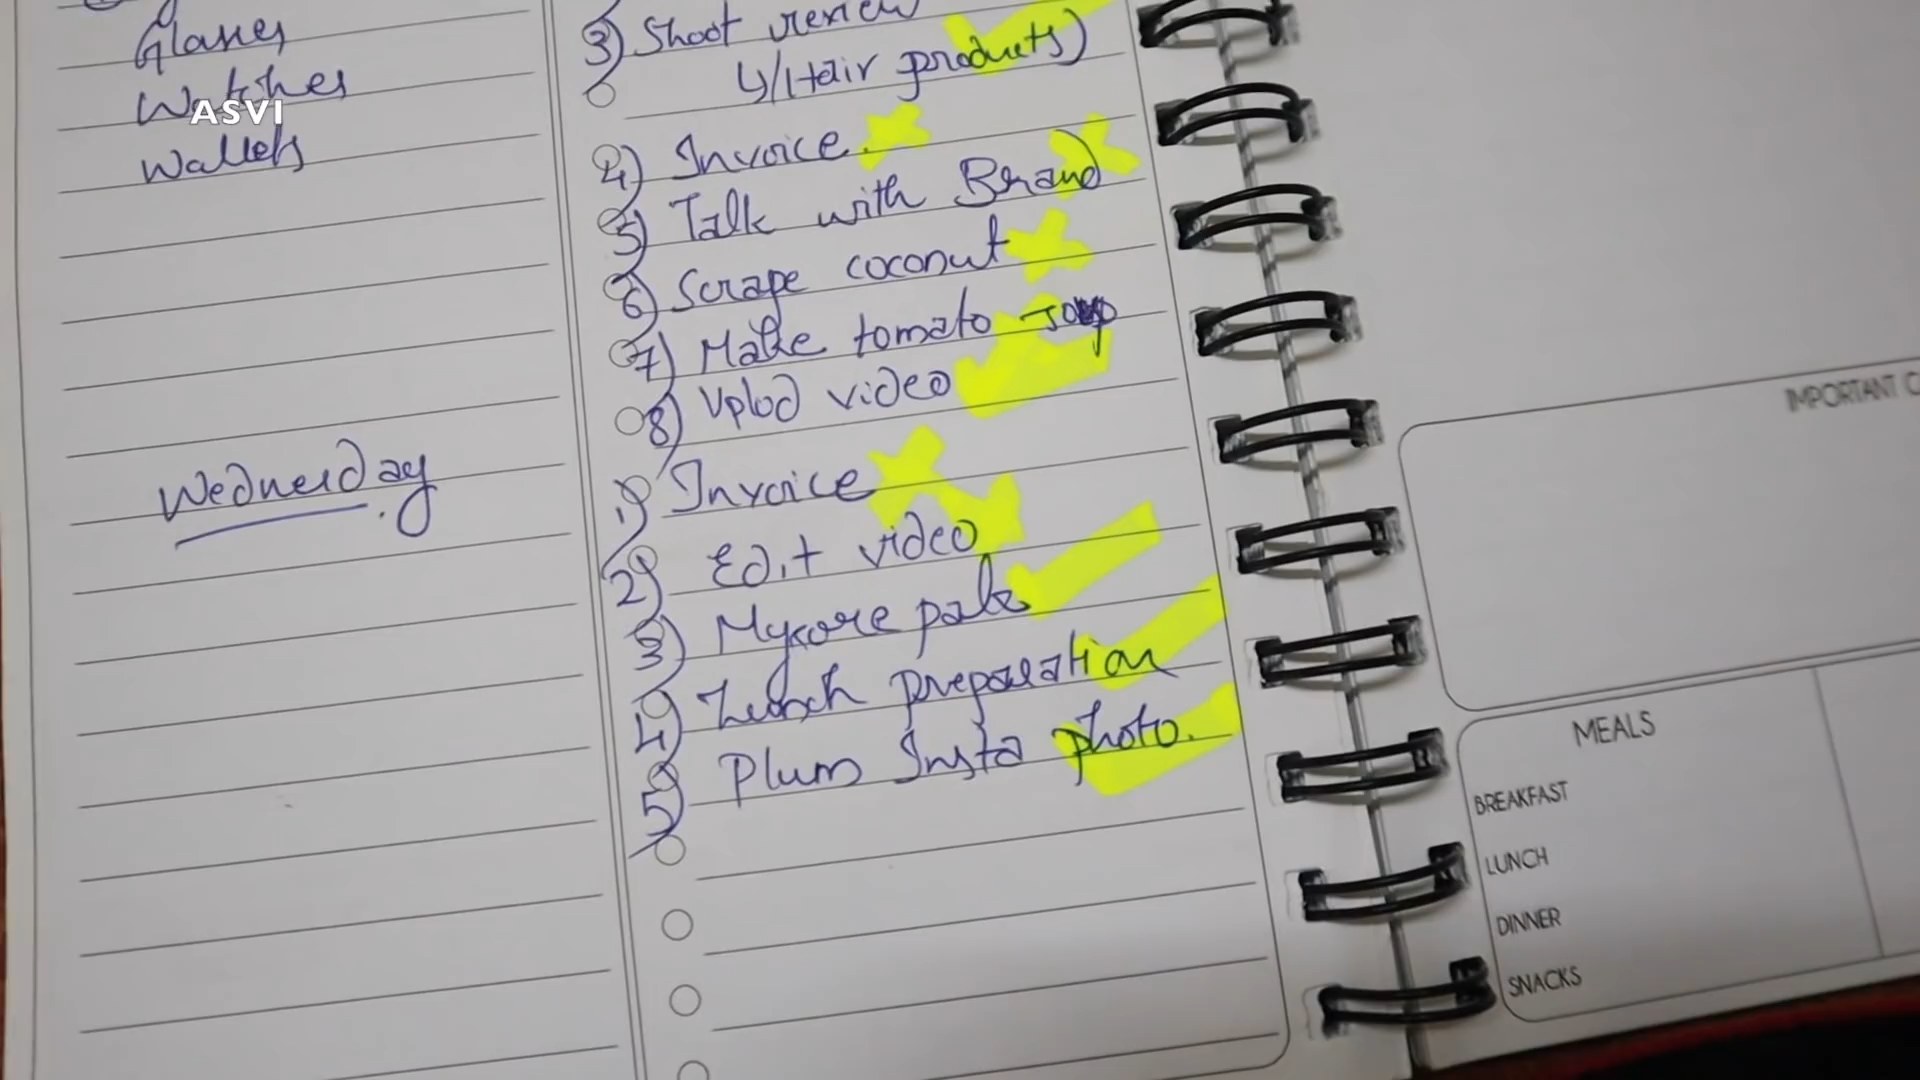 Glasses
Watches
ASVI
Wallets
Wednesday.
3) Shoot review
4/Hair products)
4) Invoice.
5) Talk with Brand
6) Scrape coconut
7) Make tomato soup
8) Uplod video
1) Invoice
2) Edit video
3) Mysore pak
4) Lunch preparation
5) Plum Insta photo.
IMPORTANT
MEALS
BREAKFAST
LUNCH
DINNER
SNACKS